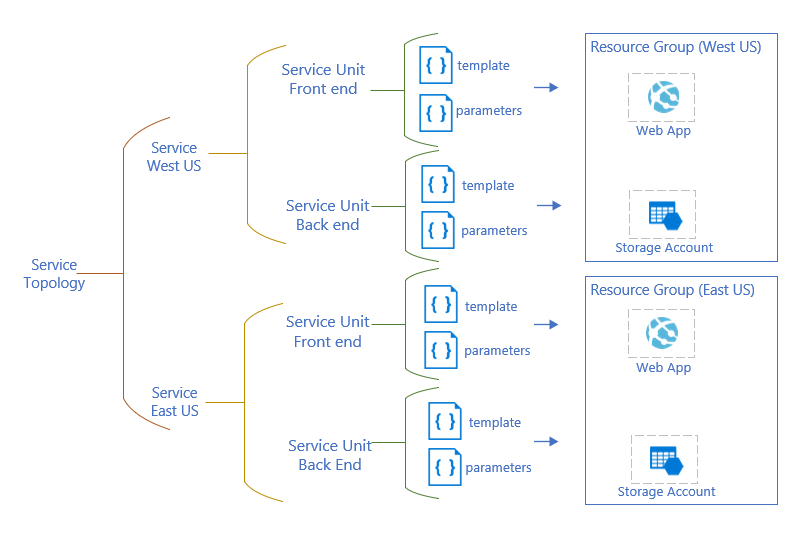 Service
Topology
Service
West US
Service Unit
Front end
template
parameters
Service Unit
Back end
template
parameters
Resource Group (West US)
Web App
Storage Account
Service
East US
Service Unit
Front end
template
parameters
Service Unit
Back End
template
parameters
Resource Group (East US)
Web App
Storage Account